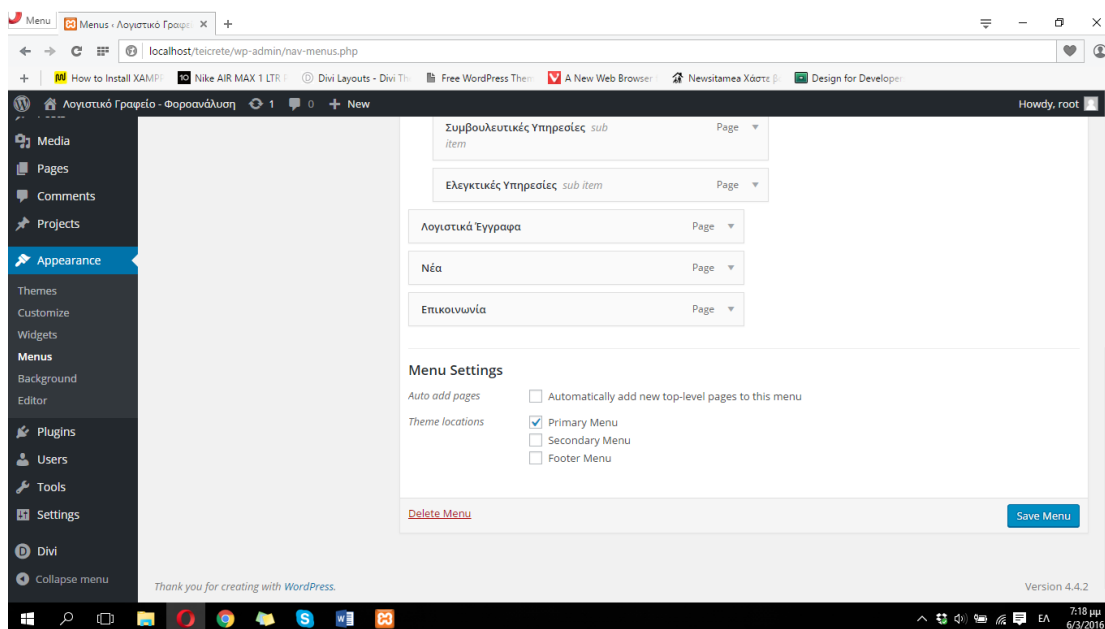 Menu
Menus ‹ Λογιστικό Γραφεί
localhost/teicrete/wp-admin/nav-menus.php
How to Install XAMPP
Nike AIR MAX 1 LTR
Divi Layouts - Divi Th
Free WordPress Them
A New Web Browser
Newsitamea Χάστε β
Design for Developer
Λογιστικό Γραφείο - Φοροανάλυση 1 0 + New
Howdy, root
Media
Pages
Comments
Projects
Appearance
Themes
Customize
Widgets
Menus
Background
Editor
Plugins
Users
Tools
Settings
Divi
Collapse menu
Συμβουλευτικές Υπηρεσίες sub
item
Page
Ελεγκτικές Υπηρεσίες sub item
Page
Λογιστικά Έγγραφα
Page
Νέα
Page
Επικοινωνία
Page
Menu Settings
Auto add pages
Automatically add new top-level pages to this menu
Theme locations
Primary Menu
Secondary Menu
Footer Menu
Delete Menu
Save Menu
Thank you for creating with WordPress.
Version 4.4.2
ΕΛ
7:18 μμ
6/3/2016